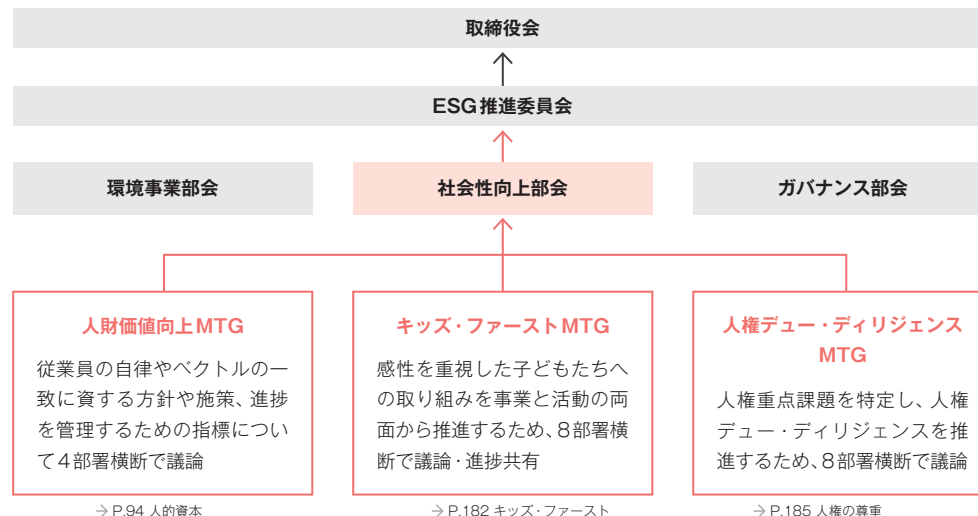 取締役会
ESG推進委員会
環境事業部会
社会性向上部会
ガバナンス部会
人財価値向上MTG
従業員の自律やベクトルの一
致に資する方針や施策、進捗
を管理するための指標につい
て4部署横断で議論
→ P.94 人的資本
キッズ・ファーストMTG
感性を重視した子どもたちへ
の取り組みを事業と活動の両
面から推進するため、8部署横
断で議論・進捗共有
→ P.182 キッズ・ファースト
人権デュー・ディリジェンス
MTG
人権重点課題を特定し、人権
デュー・ディリジェンスを推
進するため、8部署横断で議論
→ P.185 人権の尊重